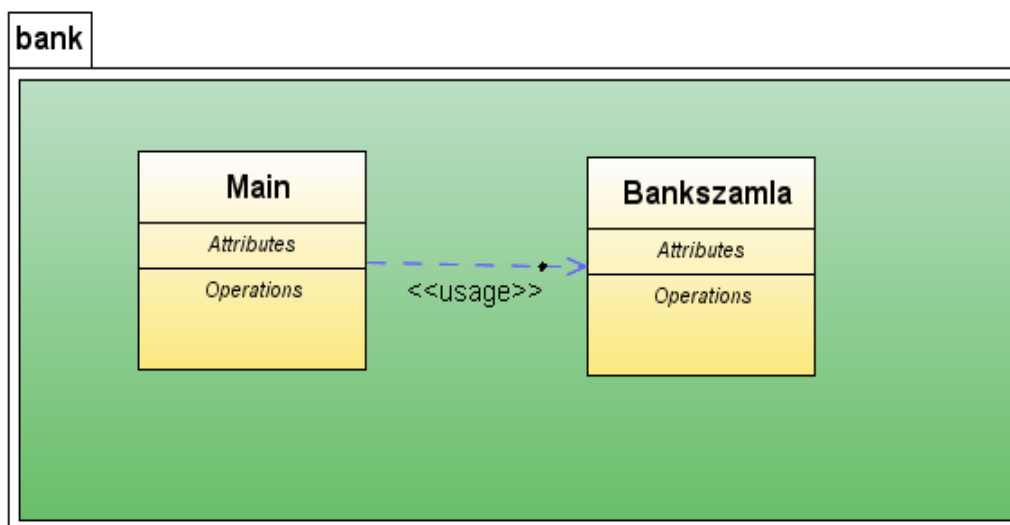 bank
Main
Attributes
Operations
<<usage>>
Bankszamla
Attributes
Operations